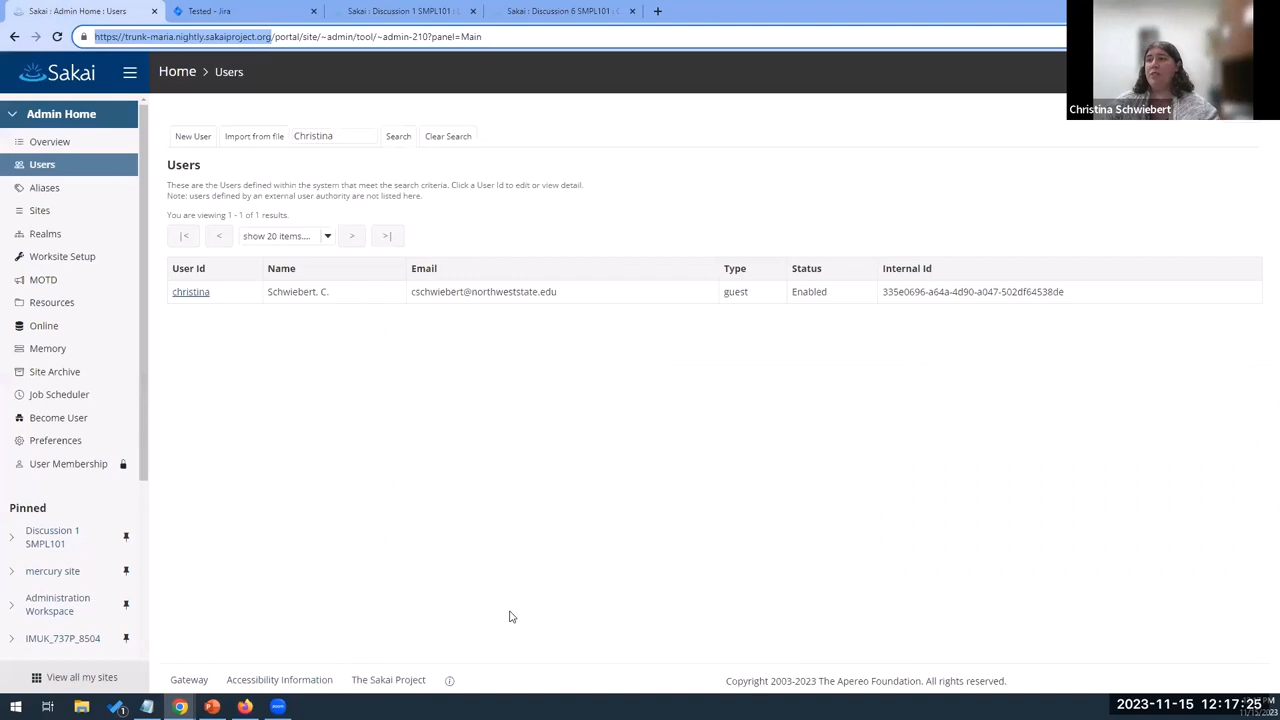 Sakai : Admin Home : Users
Tested - Jira
Sakai : Discussion 1 SMPL101 :
Sakai : Discussion 6 SMPL101 :
https://trunk-maria.nightly.sakaiproject.org/portal/site/~admin/tool/~admin-210?panel=Main
Sakai
Home > Users
Christina Schwiebert
Admin Home
Overview
Users
Aliases
Sites
Realms
Worksite Setup
MOTD
Resources
Online
Memory
Site Archive
Job Scheduler
Become User
Preferences
User Membership
Pinned
Discussion 1
SMPL101
mercury site
Administration
Workspace
IMUK_737P_8504
View all my sites
New User Import from file Christina Search Clear Search
Users
These are the Users defined within the system that meet the search criteria. Click a User Id to edit or view detail.
Note: users defined by an external user authority are not listed here.
You are viewing 1 - 1 of 1 results.
|< < show 20 items.... > >|
User Id Name Email Type Status Internal Id
christina Schwiebert, C. cschwiebert@northweststate.edu guest Enabled 335e0696-a64a-4d90-a047-502df64538de
Gateway Accessibility Information The Sakai Project
Copyright 2003-2023 The Apereo Foundation. All rights reserved.
2023-11-15 12:17:25